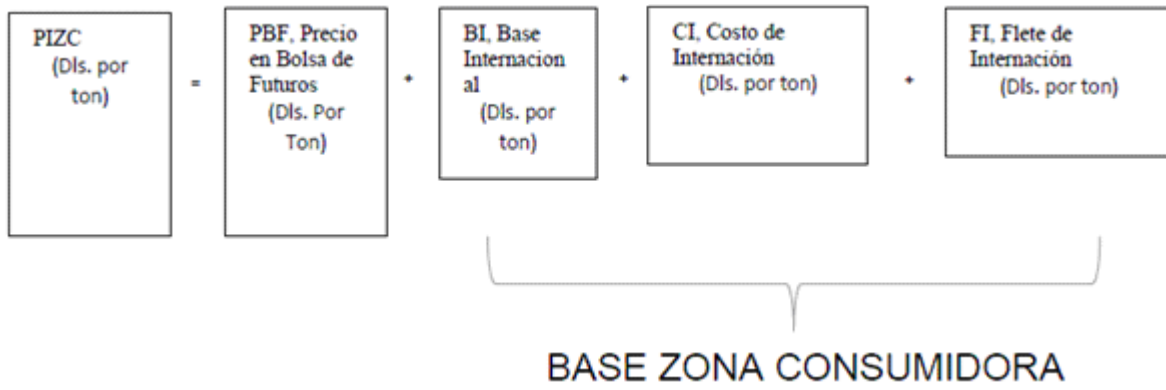 PIZC
(Dls. por
ton)
=
PBF, Precio
en Bolsa de
Futuros
(Dls. Por
Ton)
+
BI, Base
Internacion
al
(Dls. por
ton)
+
CI, Costo de
Internación
(Dls. por ton)
+
FI, Flete de
Internación
(Dls. por ton)
BASE ZONA CONSUMIDORA